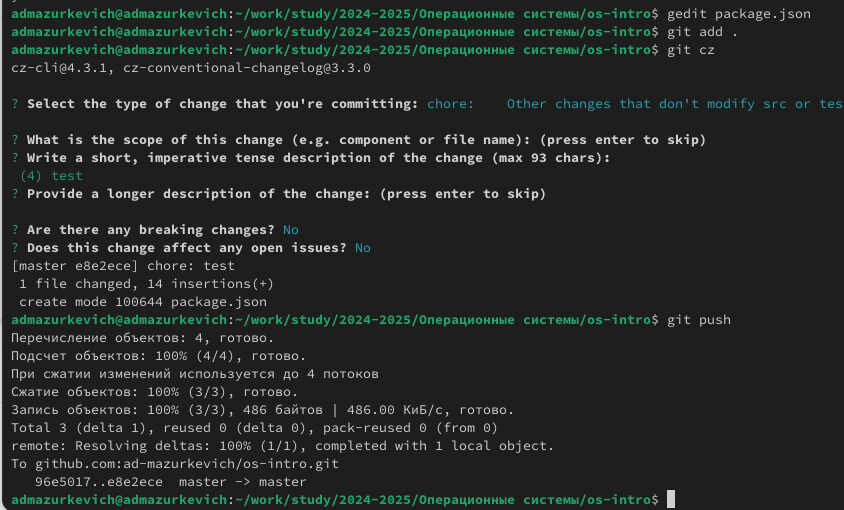 admazurkevich@admazurkevich:~/work/study/2024-2025/Операционные системы/os-intro$ gedit package.json
admazurkevich@admazurkevich:~/work/study/2024-2025/Операционные системы/os-intro$ git add .
admazurkevich@admazurkevich:~/work/study/2024-2025/Операционные системы/os-intro$ git cz
cz-cli@4.3.1, cz-conventional-changelog@3.3.0
? Select the type of change that you're committing: chore:    Other changes that don't modify src or tes
? What is the scope of this change (e.g. component or file name): (press enter to skip)
? Write a short, imperative tense description of the change (max 93 chars):
(4) test
? Provide a longer description of the change: (press enter to skip)
? Are there any breaking changes? No
? Does this change affect any open issues? No
[master e8e2ece] chore: test
1 file changed, 14 insertions(+)
create mode 100644 package.json
admazurkevich@admazurkevich:~/work/study/2024-2025/Операционные системы/os-intro$ git push
Перечисление объектов: 4, готово.
Подсчет объектов: 100% (4/4), готово.
При сжатии изменений используется до 4 потоков
Сжатие объектов: 100% (3/3), готово.
Запись объектов: 100% (3/3), 486 байтов | 486.00 КиБ/с, готово.
Total 3 (delta 1), reused 0 (delta 0), pack-reused 0 (from 0)
remote: Resolving deltas: 100% (1/1), completed with 1 local object.
To github.com:ad-mazurkevich/os-intro.git
96e5017..e8e2ece  master -> master
admazurkevich@admazurkevich:~/work/study/2024-2025/Операционные системы/os-intro$